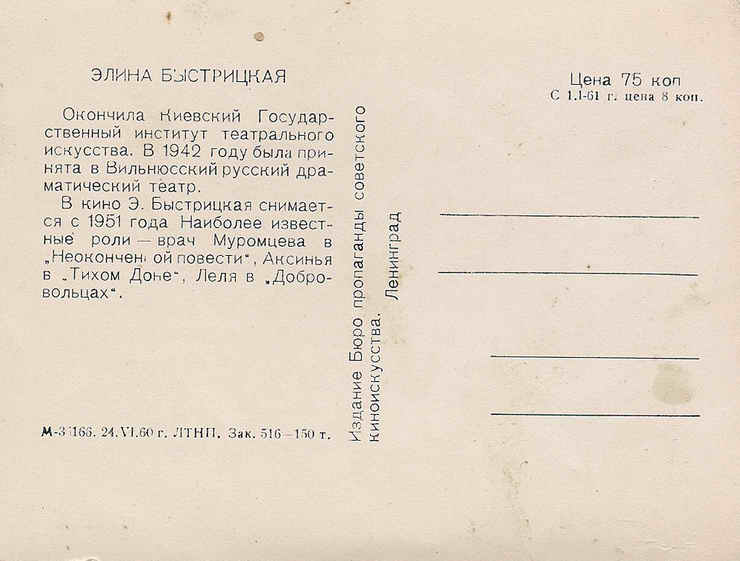 ЭЛИНА БЫСТРИЦКАЯ
Окончила Киевский Государ-
ственный институт театрального
искусства. В 1942 году была при-
нята в Вильнюсский русский дра-
матический театр.
В кино Э. Быстрицкая снимает-
ся с 1951 года Наиболее извест-
ные роли — врач Муромцева в
„Неоконченной повести“, Аксинья
в „Тихом Доне“, Леля в „Добро-
вольцах“.
24.VI.60 г. ЛТНП. Зак. 516—150 т.
Издание Бюро пропаганды советского
киноискусства. Ленинград
Цена 75 коп
С 1.I-61 г. цена 8 коп.